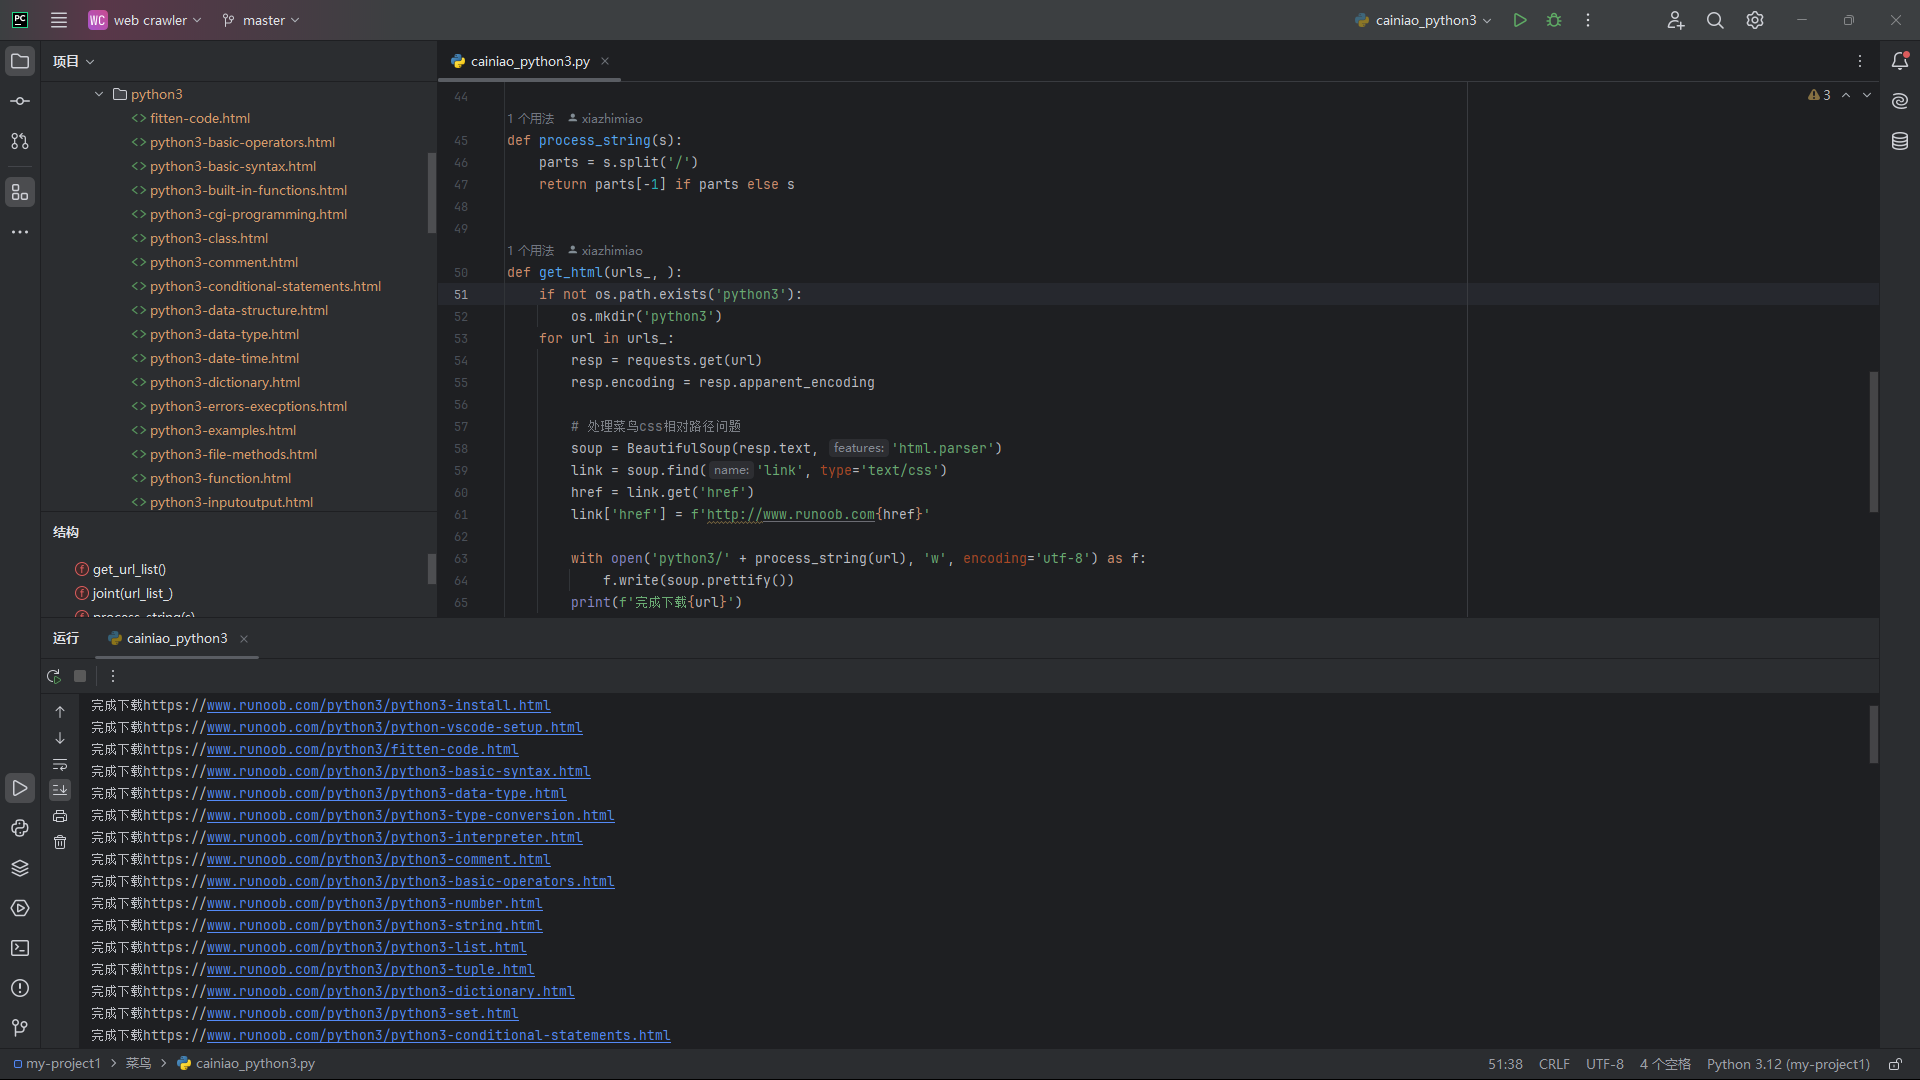 PC
WC web crawler
master
cainiao_python3
项目
python3
fitten-code.html
python3-basic-operators.html
python3-basic-syntax.html
python3-built-in-functions.html
python3-cgi-programming.html
python3-class.html
python3-comment.html
python3-conditional-statements.html
python3-data-structure.html
python3-data-type.html
python3-date-time.html
python3-dictionary.html
python3-errors-execptions.html
python3-examples.html
python3-file-methods.html
python3-function.html
python3-inputoutput.html
结构
get_url_list()
joint(url_list_)
process_string(s)
cainiao_python3.py
3
44
1 个用法 xiazhimiao
45 def process_string(s):
46 parts = s.split('/')
47 return parts[-1] if parts else s
48
49
1 个用法 xiazhimiao
50 def get_html(urls_, ):
51 if not os.path.exists('python3'):
52 os.mkdir('python3')
53 for url in urls_:
54 resp = requests.get(url)
55 resp.encoding = resp.apparent_encoding
56
57 # 处理菜鸟css相对路径问题
58 soup = BeautifulSoup(resp.text, features: 'html.parser')
59 link = soup.find( name: 'link', type='text/css')
60 href = link.get('href')
61 link['href'] = f'http://www.runoob.com{href}'
62
63 with open('python3/' + process_string(url), 'w', encoding='utf-8') as f:
64 f.write(soup.prettify())
65 print(f'完成下载{url}')
运行
cainiao_python3
完成下载https://www.runoob.com/python3/python3-install.html
完成下载https://www.runoob.com/python3/python-vscode-setup.html
完成下载https://www.runoob.com/python3/fitten-code.html
完成下载https://www.runoob.com/python3/python3-basic-syntax.html
完成下载https://www.runoob.com/python3/python3-data-type.html
完成下载https://www.runoob.com/python3/python3-type-conversion.html
完成下载https://www.runoob.com/python3/python3-interpreter.html
完成下载https://www.runoob.com/python3/python3-comment.html
完成下载https://www.runoob.com/python3/python3-basic-operators.html
完成下载https://www.runoob.com/python3/python3-number.html
完成下载https://www.runoob.com/python3/python3-string.html
完成下载https://www.runoob.com/python3/python3-list.html
完成下载https://www.runoob.com/python3/python3-tuple.html
完成下载https://www.runoob.com/python3/python3-dictionary.html
完成下载https://www.runoob.com/python3/python3-set.html
完成下载https://www.runoob.com/python3/python3-conditional-statements.html
my-project1 > 菜鸟 > cainiao_python3.py
51:38 CRLF UTF-8 4 个空格 Python 3.12 (my-project1)